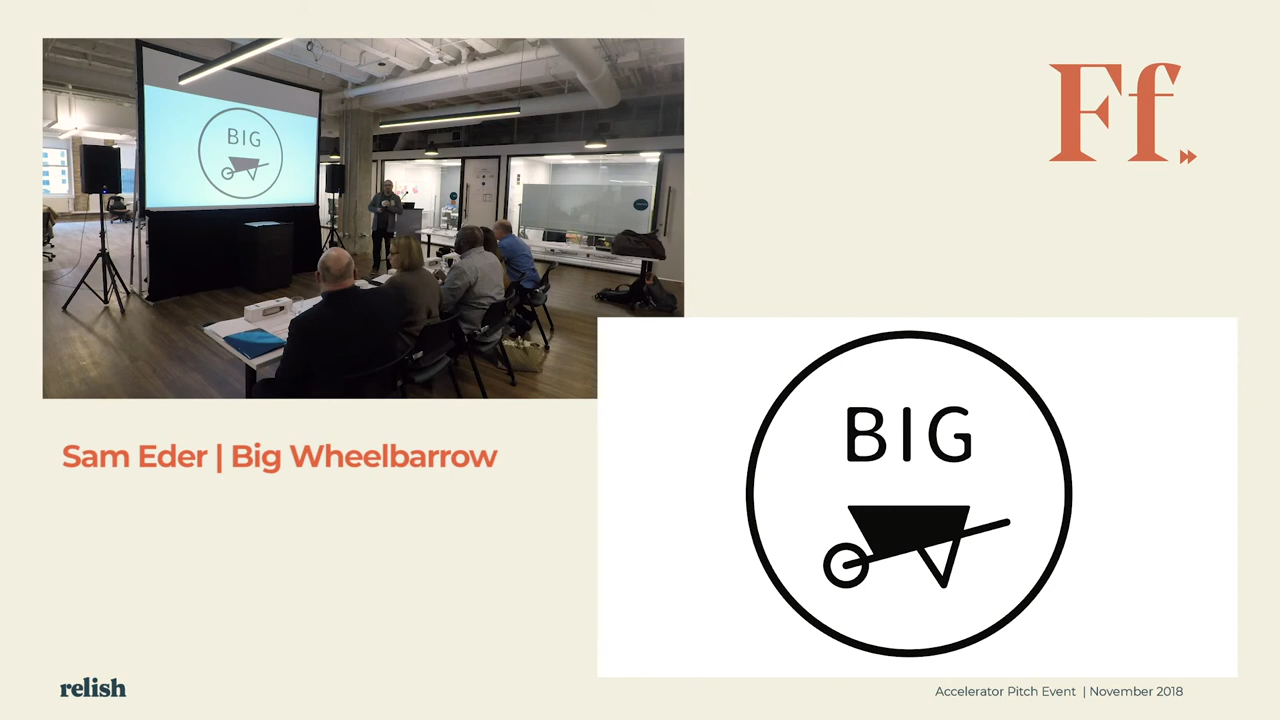 BIG
Ff
Sam Eder | Big Wheelbarrow
BIG
relish
Accelerator Pitch Event | November 2018